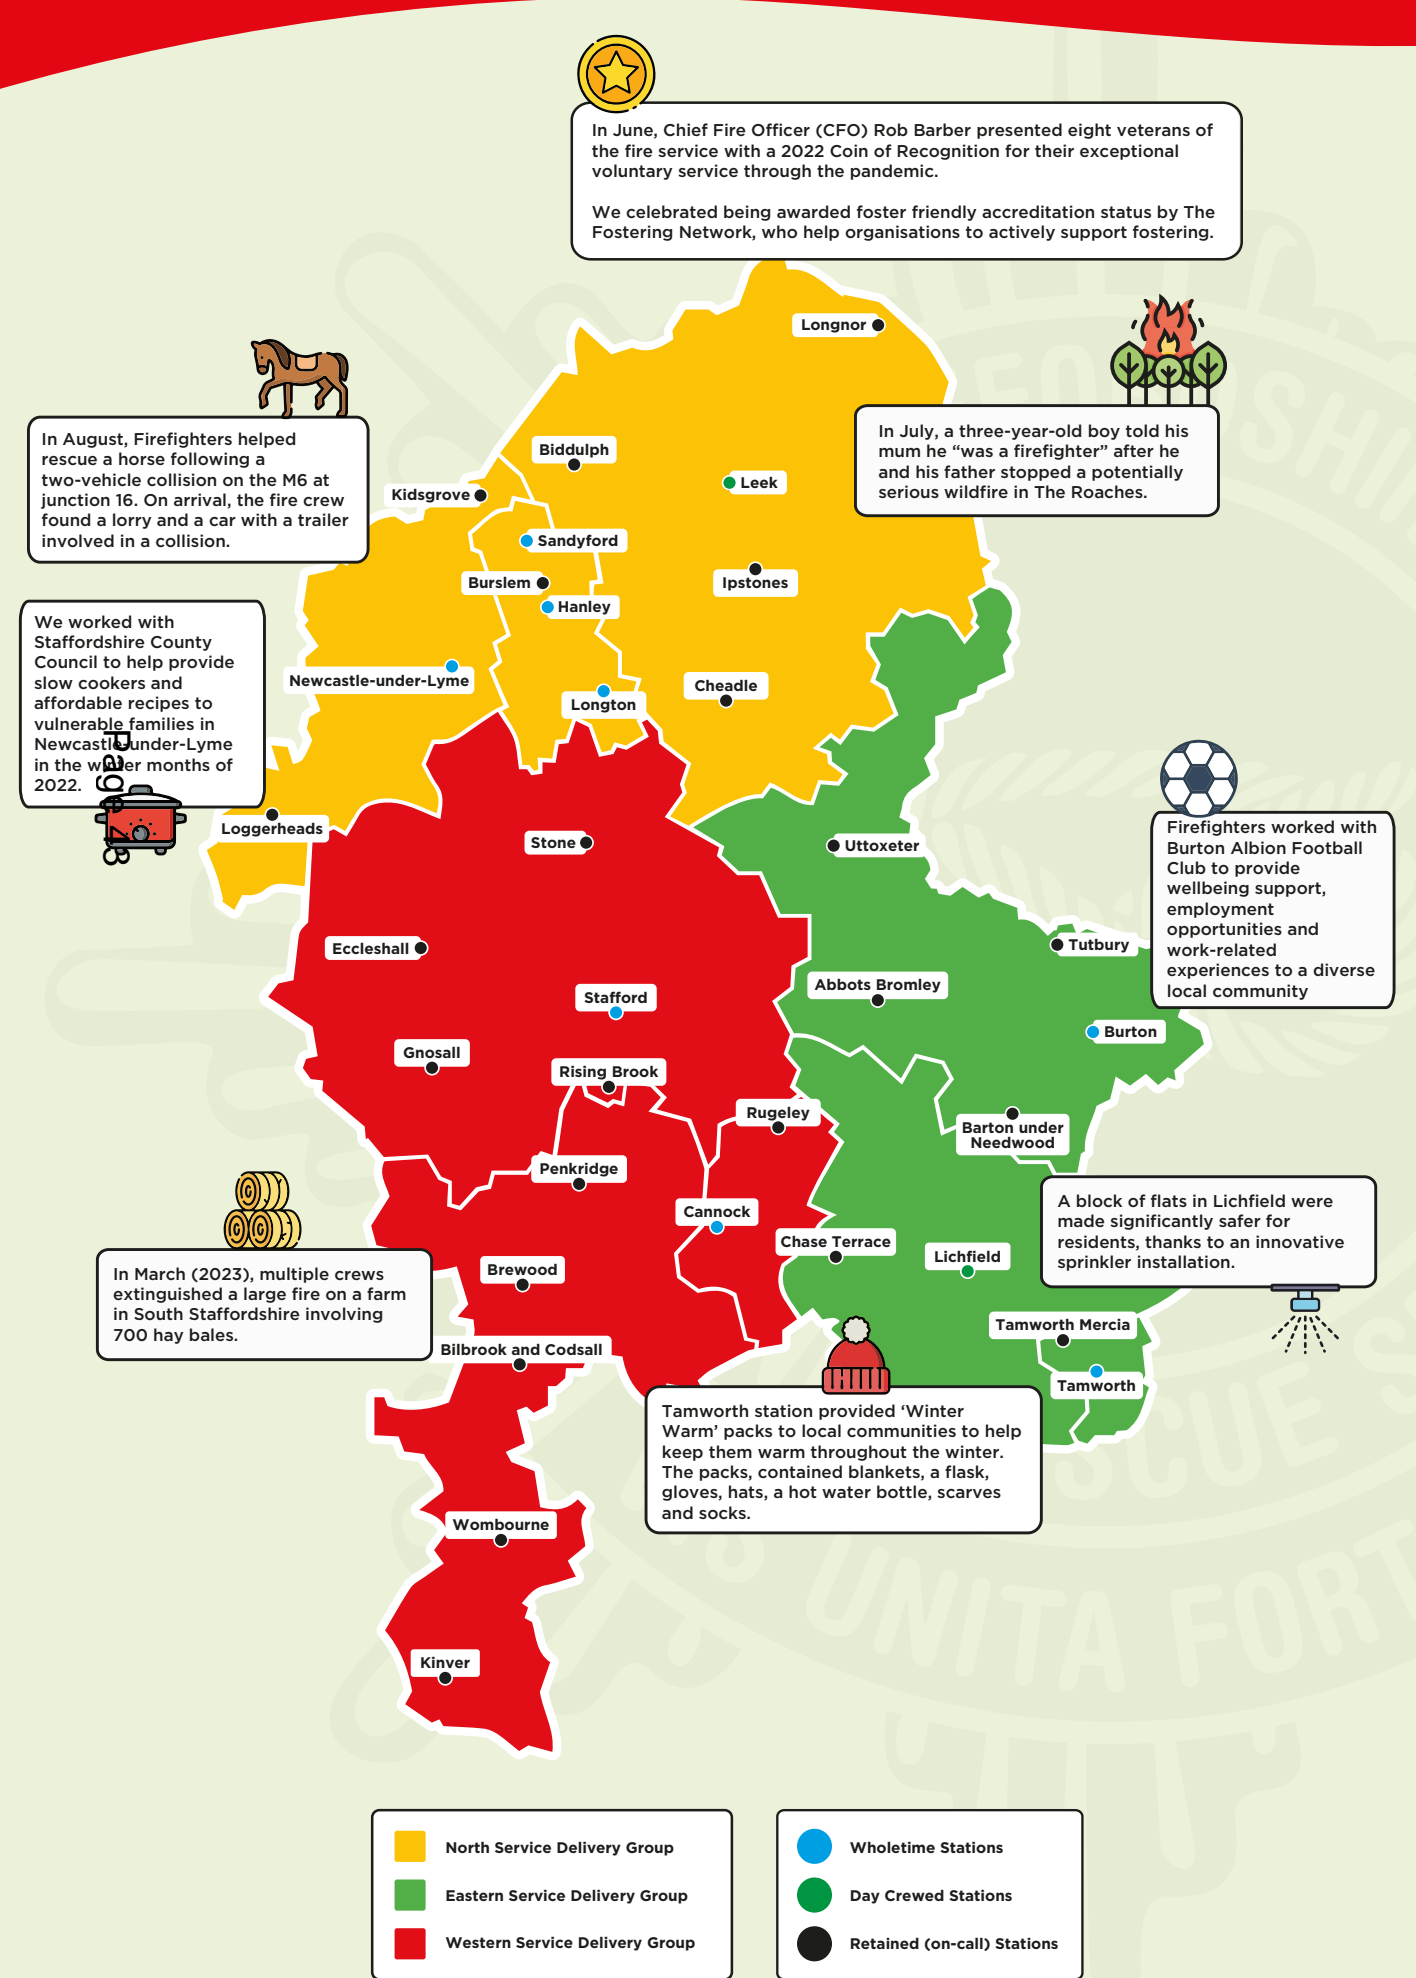 In June, Chief Fire Officer (CFO) Rob Barber presented eight veterans of
the fire service with a 2022 Coin of Recognition for their exceptional
voluntary service through the pandemic.
We celebrated being awarded foster friendly accreditation status by The
Fostering Network, who help organisations to actively support fostering.
Longnor
In August, Firefighters helped
rescue a horse following a
two-vehicle collision on the M6 at
junction 16. On arrival, the fire crew
found a lorry and a car with a trailer
involved in a collision.
In July, a three-year-old boy told his
mum he “was a firefighter” after he
and his father stopped a potentially
serious wildfire in The Roaches.
Biddulph
Leek
Kidsgrove
Sandyford
Burslem
Ipstones
Hanley
We worked with
Staffordshire County
Council to help provide
slow cookers and
affordable recipes to
vulnerable families in
Newcastle-under-Lyme
in the winter months of
2022.
Newcastle-under-Lyme
Cheadle
Longton
Loggerheads
Stone
Uttoxeter
Firefighters worked with
Burton Albion Football
Club to provide
wellbeing support,
employment
opportunities and
work-related
experiences to a diverse
local community
Eccleshall
Tutbury
Abbots Bromley
Stafford
Burton
Gnosall
Rising Brook
Rugeley
Barton under
Needwood
Penkridge
Cannock
Chase Terrace
Lichfield
A block of flats in Lichfield were
made significantly safer for
residents, thanks to an innovative
sprinkler installation.
In March (2023), multiple crews
extinguished a large fire on a farm
in South Staffordshire involving
700 hay bales.
Brewood
Tamworth Mercia
Bilbrook and Codsall
Tamworth
Tamworth station provided ‘Winter
Warm’ packs to local communities to help
keep them warm throughout the winter.
The packs, contained blankets, a flask,
gloves, hats, a hot water bottle, scarves
and socks.
Wombourne
Kinver
UNITA FORT
North Service Delivery Group
Eastern Service Delivery Group
Western Service Delivery Group
Wholetime Stations
Day Crewed Stations
Retained (on-call) Stations